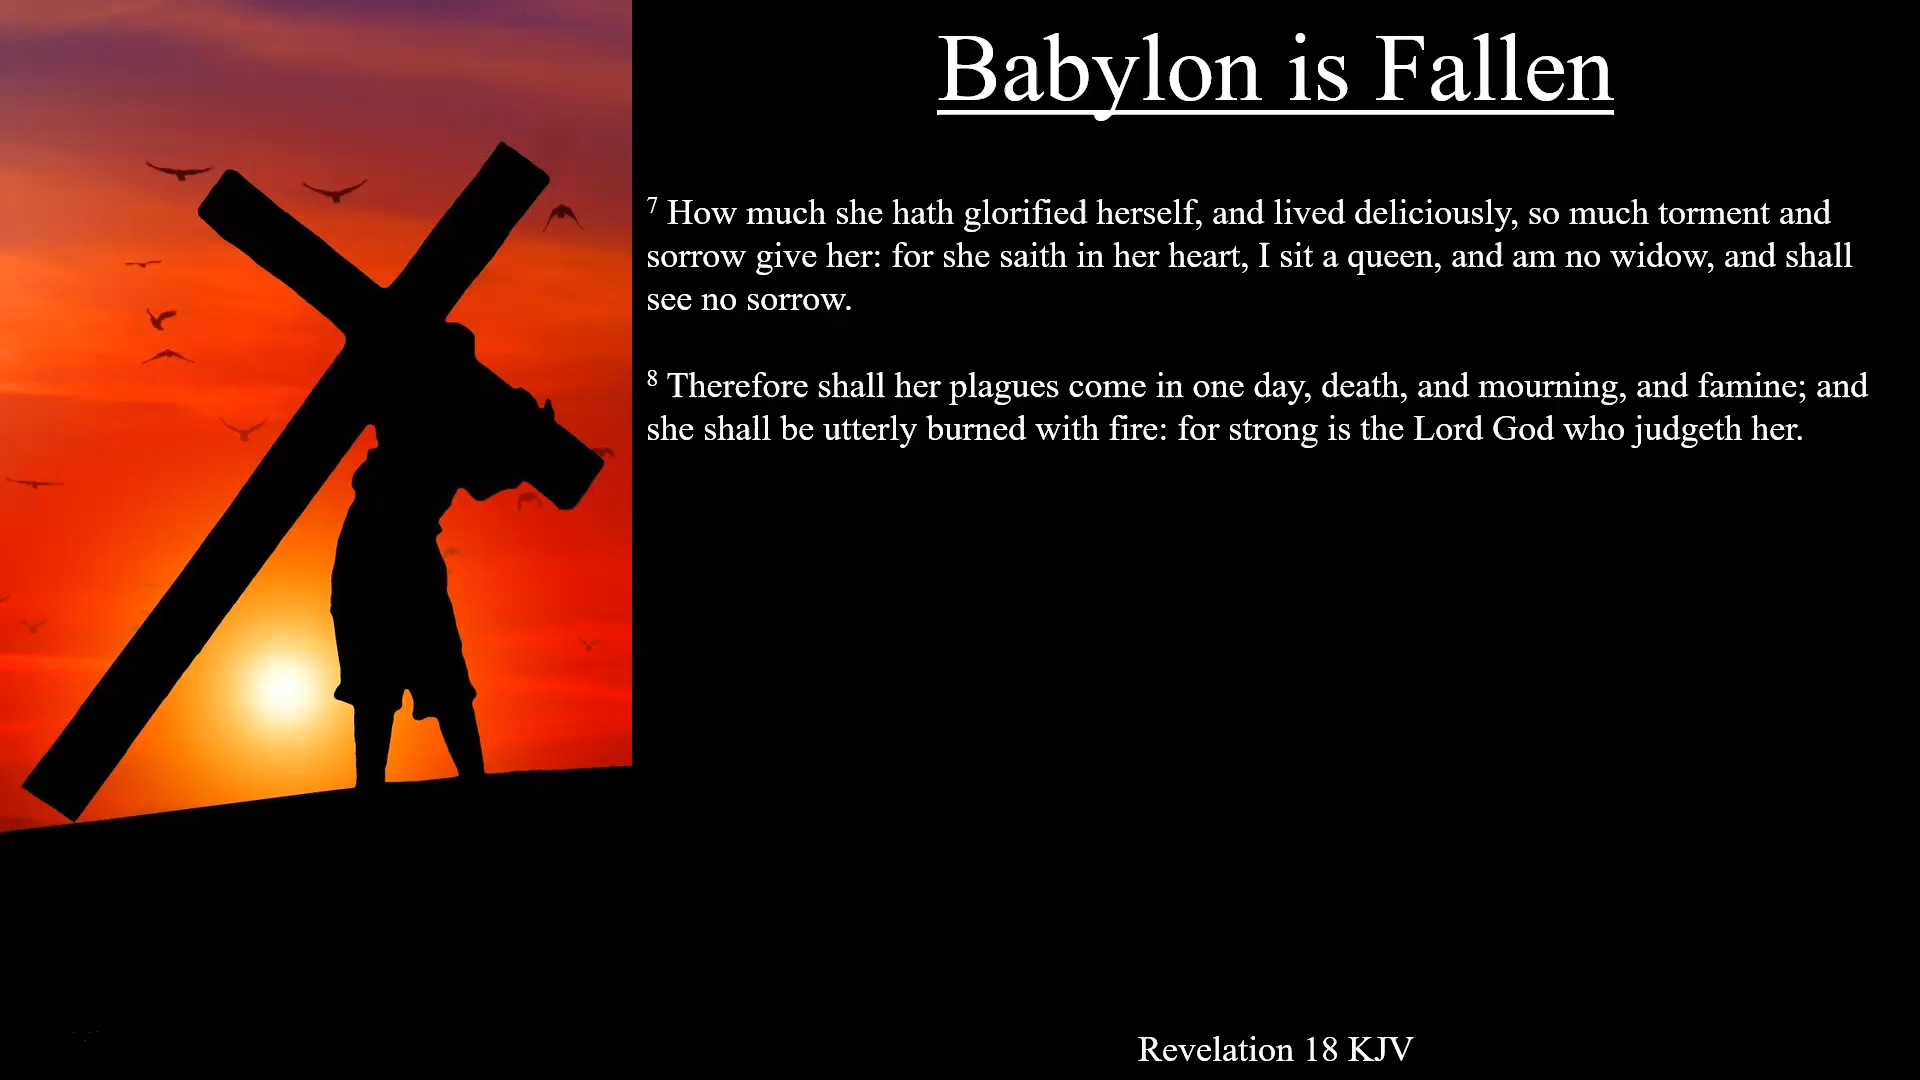 Babylon is Fallen
7 How much she hath glorified herself, and lived deliciously, so much torment and
sorrow give her: for she saith in her heart, I sit a queen, and am no widow, and shall
see no sorrow.
8 Therefore shall her plagues come in one day, death, and mourning, and famine; and
she shall be utterly burned with fire: for strong is the Lord God who judgeth her.
Revelation 18 KJV